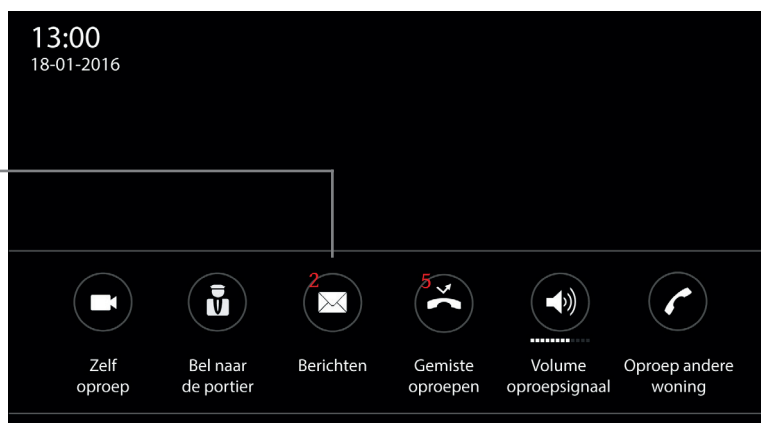 13:00
18-01-2016
2
5
Zelf
oproep
Bel naar
de portier
Berichten
Gemiste
oproepen
Volume
oproepsignaal
Oproep andere
woning